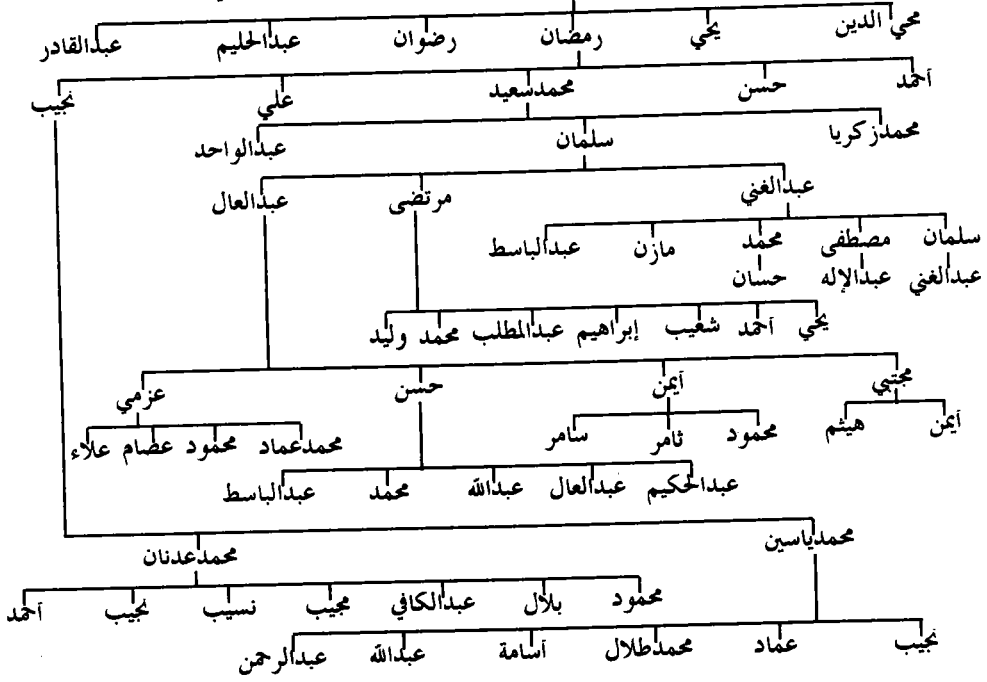 محي الدين يحي رمضان رضوان عبدالحليم عبدالقادر
أحمد حسن محمدسعيد علي نجيب
محمدزكريا سلمان عبدالواحد
عبدالغني مرتضى عبدالعال
سلمان مصطفى محمد مازن عبدالباسط
عبدالغني عبدالإله حسان
يحي أحمد شعيب إبراهيم عبدالمطلب محمد وليد
مجتبي أيمن حسن عزمي
أيمن هيثم محمود ثامر سامر محمدعماد محمود عصام علاء
عبدالحكيم عبدالعال عبدالله محمد عبدالباسط
محمدياسين محمدعدنان
محمود بلال عبدالكافي مجيب نسيب نجيب أحمد
نجيب عماد محمدطلال أسامة عبدالله عبدالرحمن